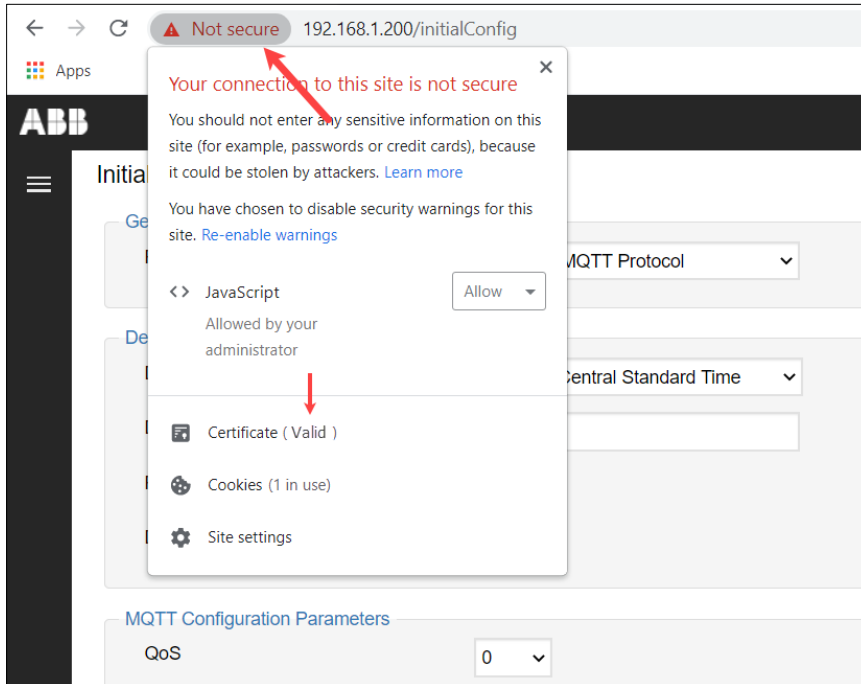 Not secure 192.168.1.200/initialConfig
Apps
ABB
Your connection to this site is not secure
You should not enter any sensitive information on this
site (for example, passwords or credit cards), because
it could be stolen by attackers. Learn more
You have chosen to disable security warnings for this
site. Re-enable warnings
JavaScript Allow
Allowed by your
administrator
Certificate ( Valid )
Cookies (1 in use)
Site settings
Initia
Ge
MQTT Protocol
De
Central Standard Time
MQTT Configuration Parameters
QoS 0